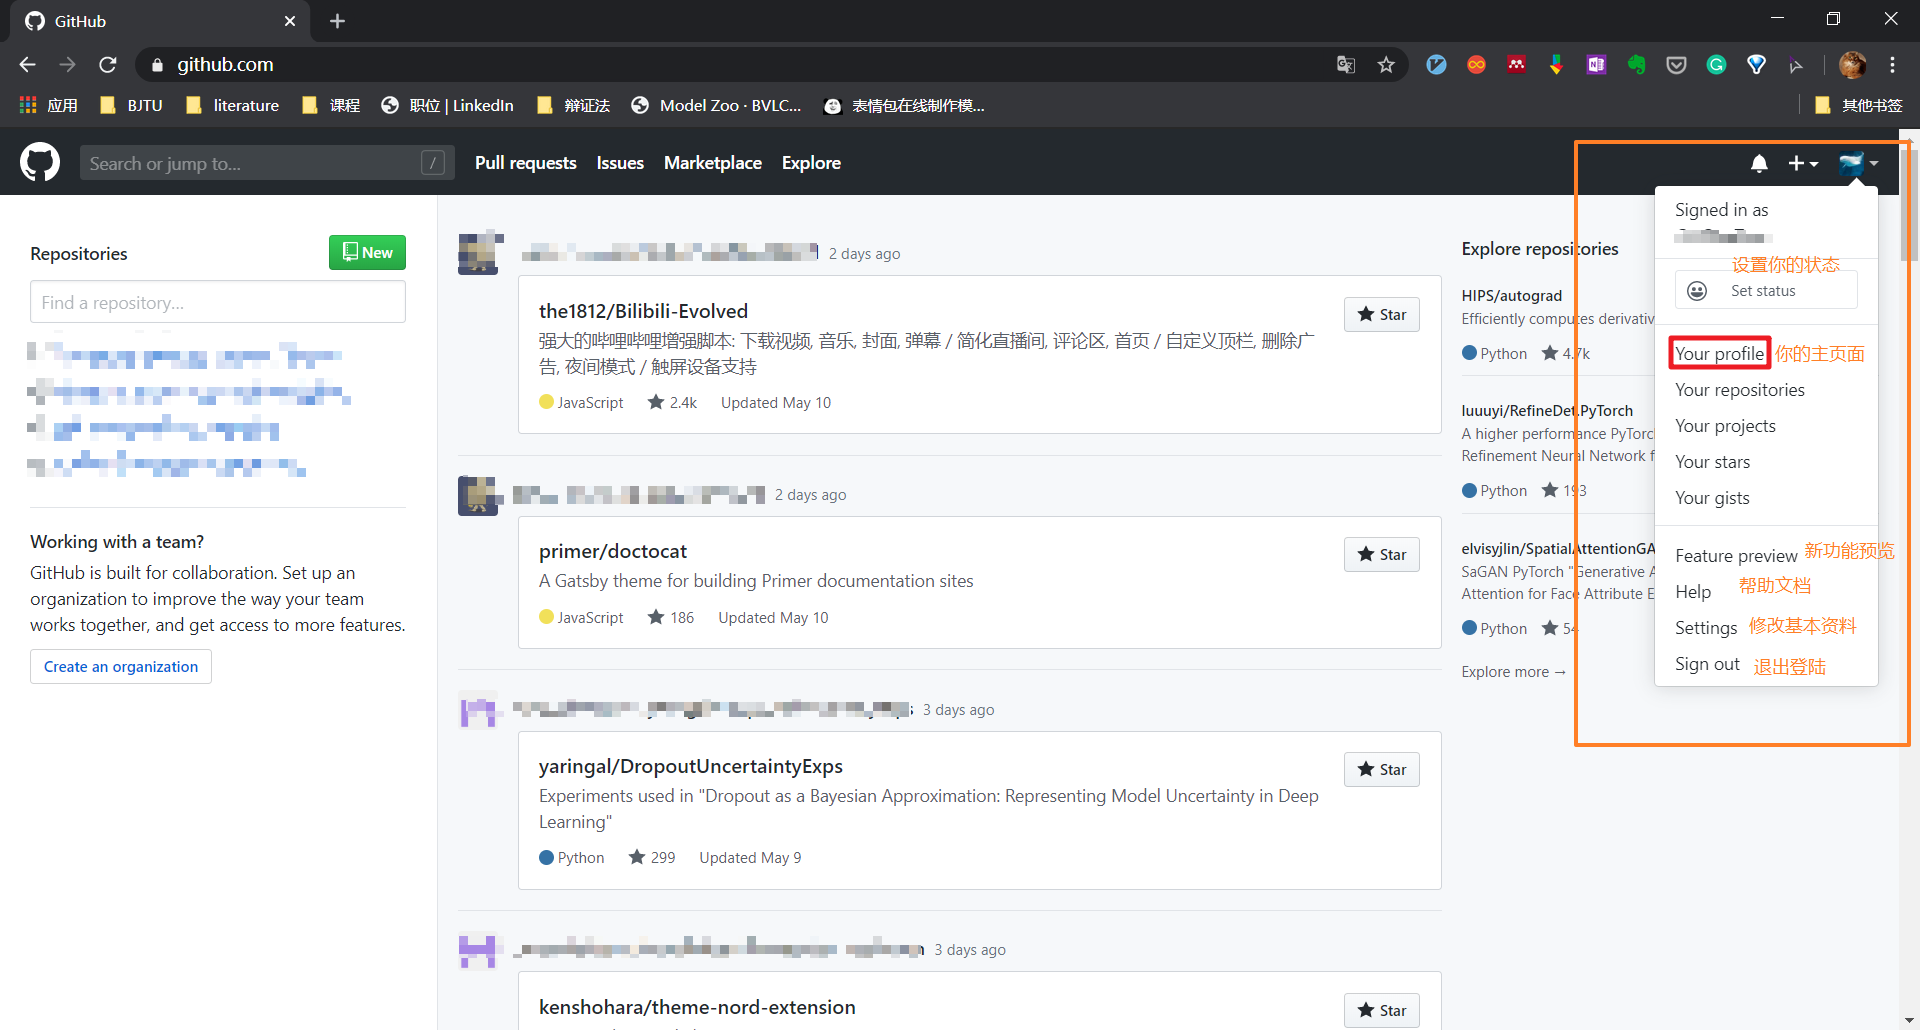 GitHub
github.com
应用
BJTU
literature
课程
职位 | LinkedIn
辩证法
Model Zoo · BVLC...
表情包在线制作模...
其他书签
Search or jump to...
/
Pull requests
Issues
Marketplace
Explore
Repositories
New
Find a repository...
Working with a team?
GitHub is built for collaboration. Set up an
organization to improve the way your team
works together, and get access to more features.
Create an organization
2 days ago
the1812/Bilibili-Evolved
Star
强大的哔哩哔哩增强脚本: 下载视频, 音乐, 封面, 弹幕 / 简化直播间, 评论区, 首页 / 自定义顶栏, 删除广
告, 夜间模式 / 触屏设备支持
JavaScript
2.4k
Updated May 10
2 days ago
primer/doctocat
Star
A Gatsby theme for building Primer documentation sites
JavaScript
186
Updated May 10
3 days ago
yaringal/DropoutUncertaintyExps
Star
Experiments used in "Dropout as a Bayesian Approximation: Representing Model Uncertainty in Deep
Learning"
Python
299
Updated May 9
3 days ago
kenshohara/theme-nord-extension
Star
Explore repositories
HIPS/autograd
Efficiently computes derivativ
Python
4.7k
luuuyi/RefineDet.PyTorch
A higher performance PyTorc
Refinement Neural Network f
Python
193
elvisyjlin/SpatialAttentionGA
SaGAN PyTorch "Generative A
Attention for Face Attribute E
Python
54
Explore more →
Signed in as
设置你的状态
Set status
Your profile 你的主页面
Your repositories
Your projects
Your stars
Your gists
Feature preview 新功能预览
Help 帮助文档
Settings 修改基本资料
Sign out 退出登陆